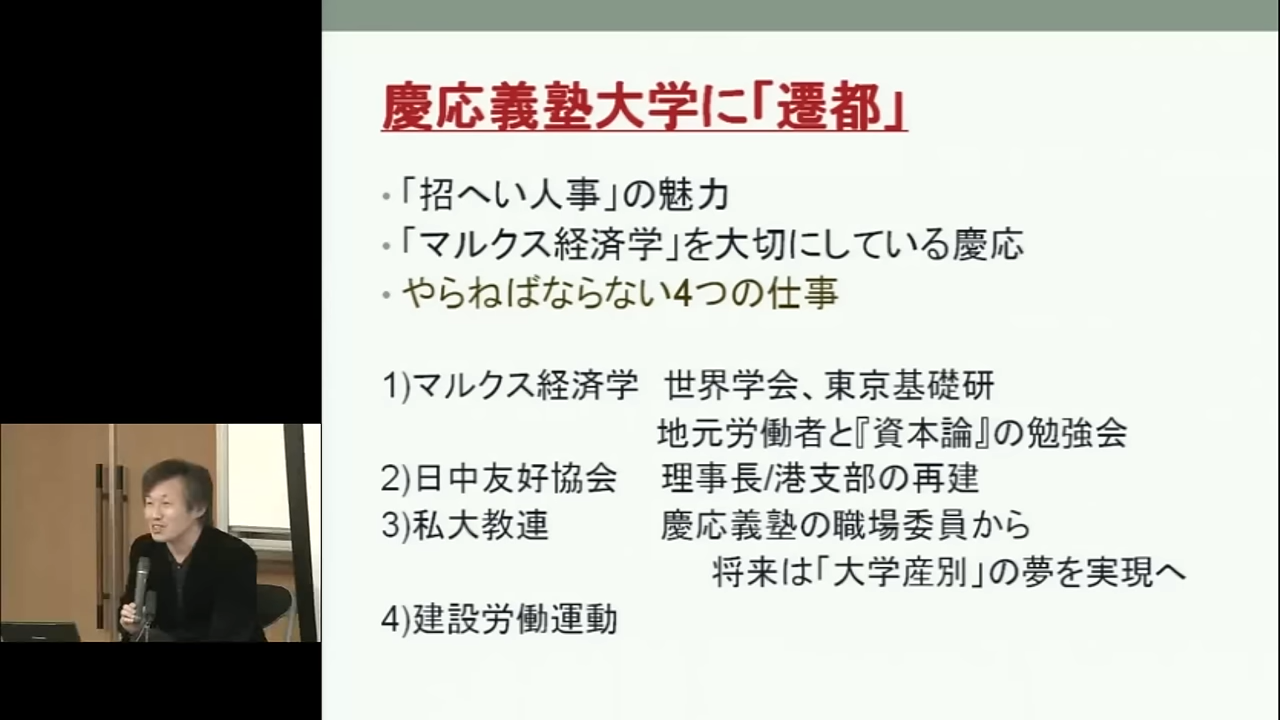 慶応義塾大学に「遷都」
・「招へい人事」の魅力
・「マルクス経済学」を大切にしている慶応
・やらねばならない4つの仕事
1)マルクス経済学 世界学会、東京基礎研
地元労働者と『資本論』の勉強会
2)日中友好協会 理事長/港支部の再建
3)私大教連 慶応義塾の職場委員から
将来は「大学産別」の夢を実現へ
4)建設労働運動